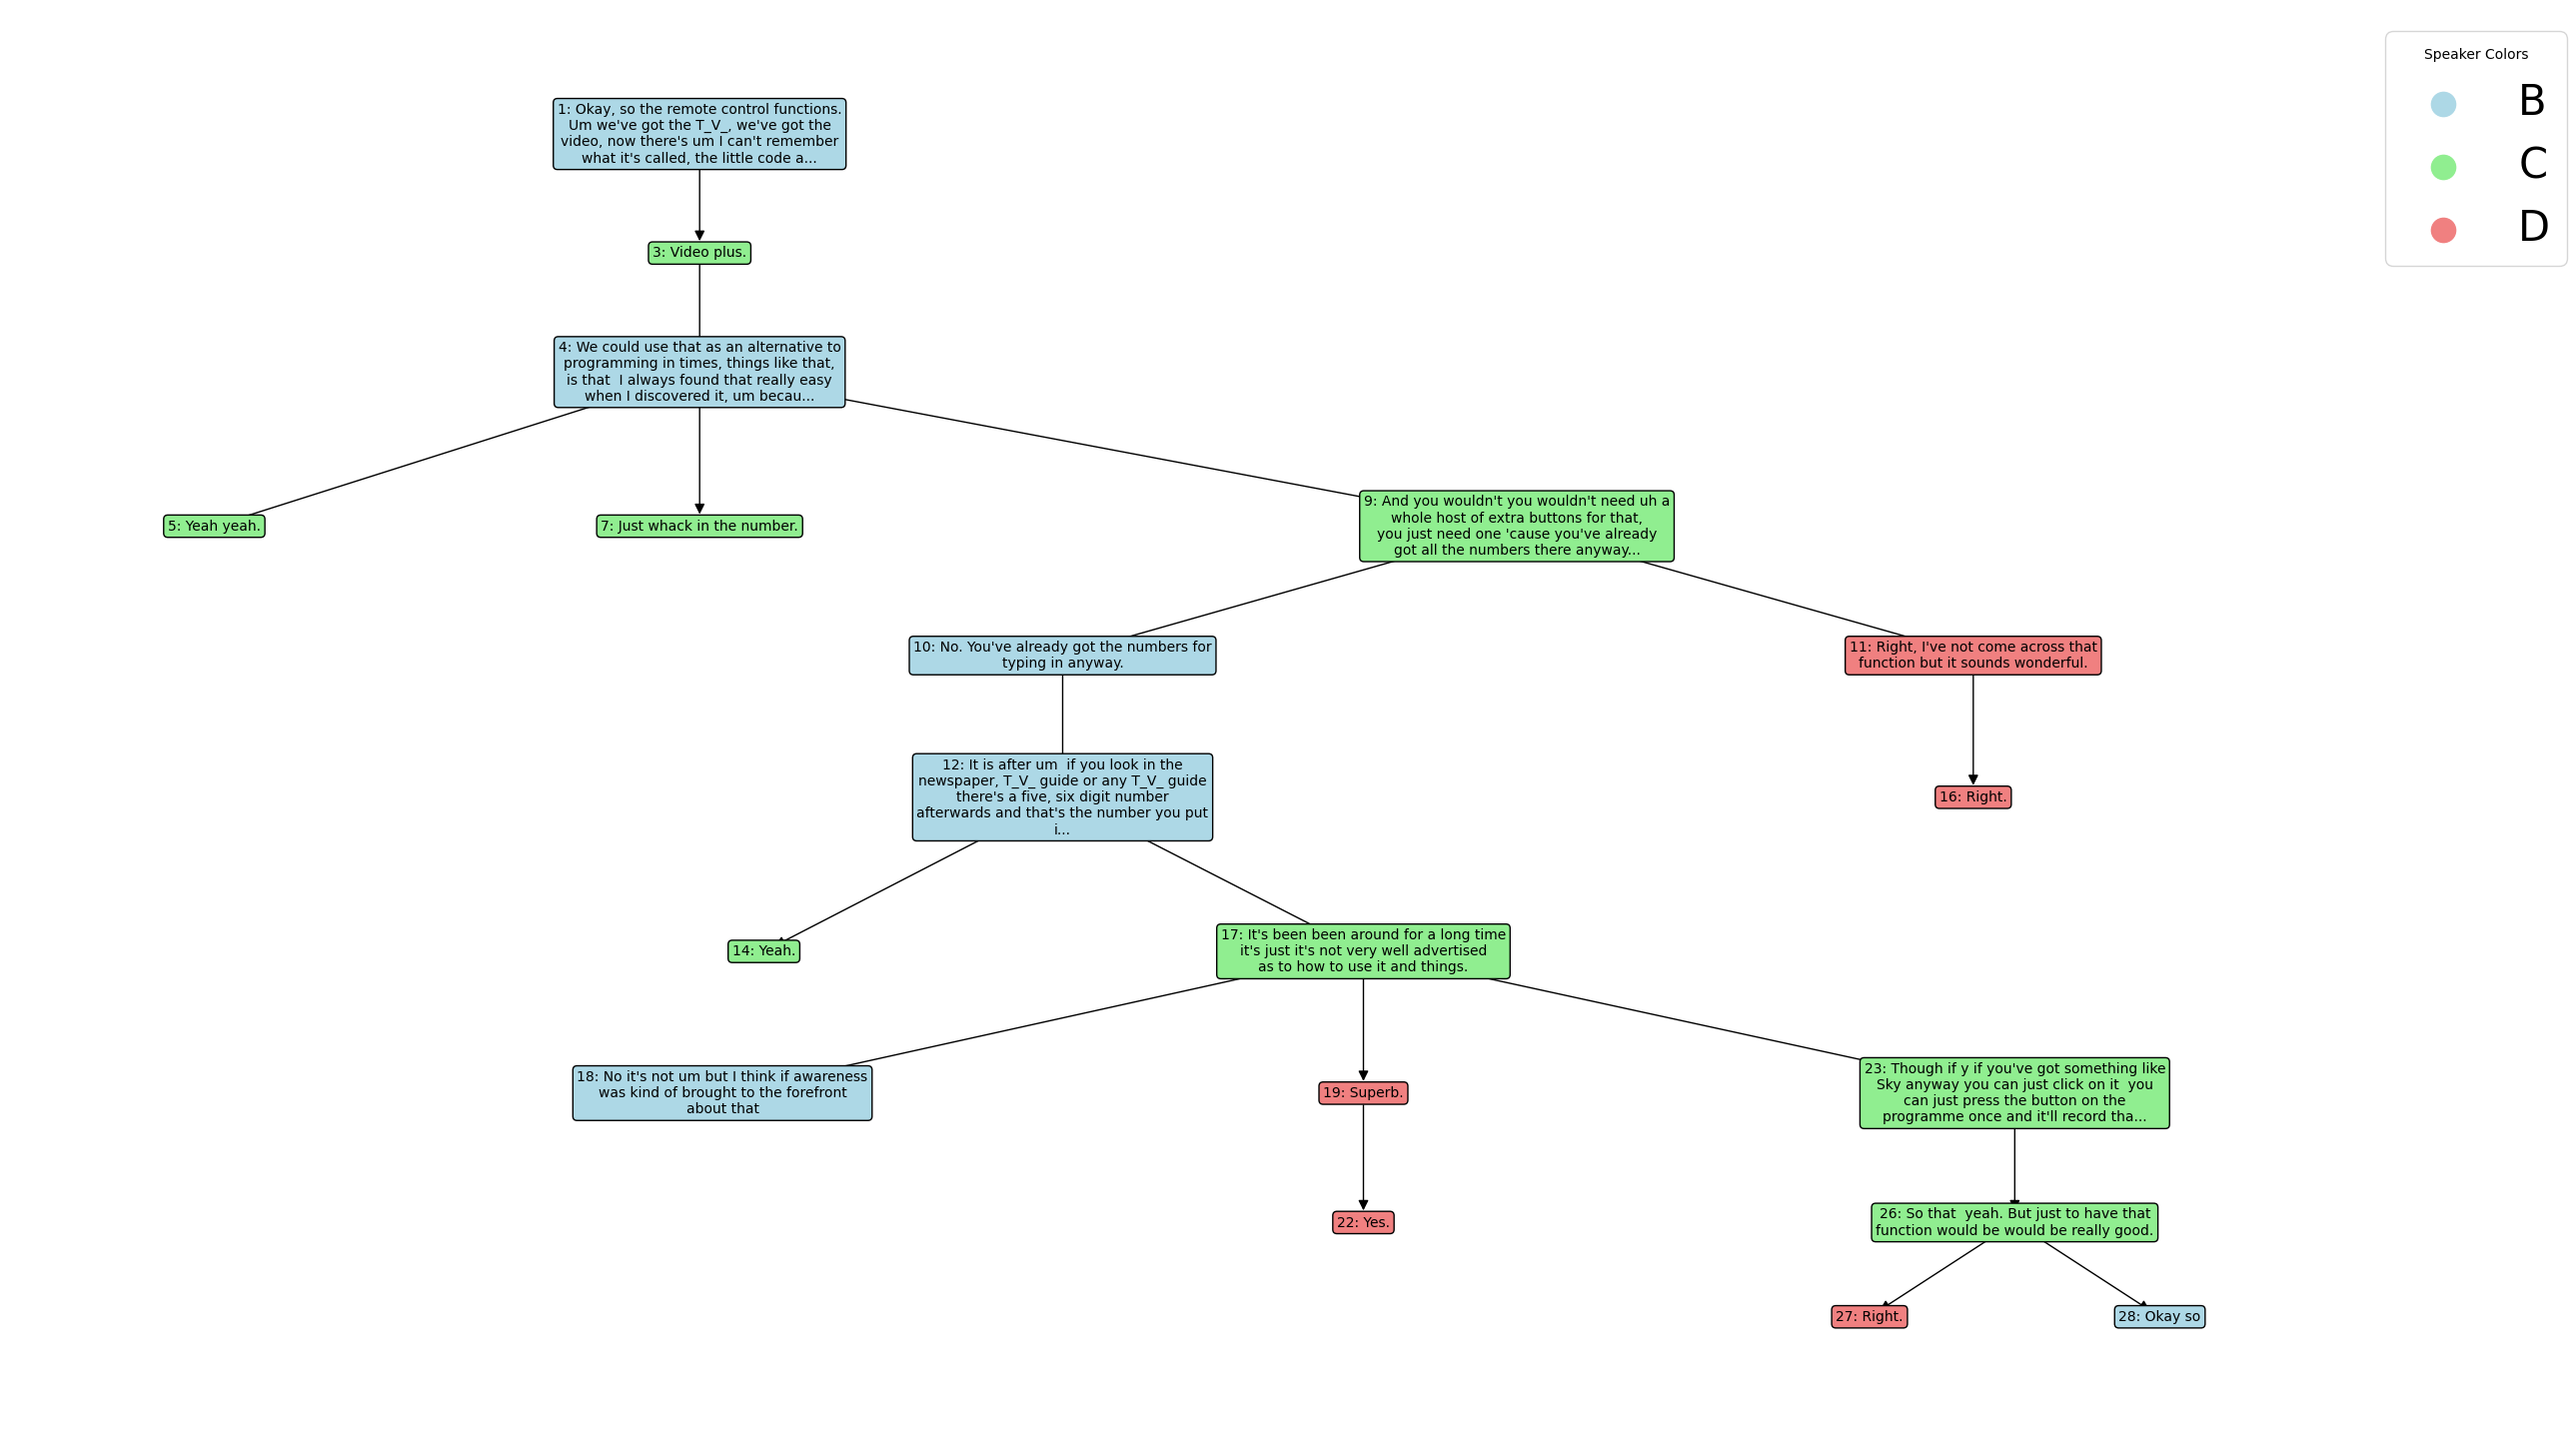 Speaker Colors
B
C
D
1: Okay, so the remote control functions.
Um we've got the T_V_, we've got the
video, now there's um I can't remember
what it's called, the little code a...
3: Video plus.
4: We could use that as an alternative to
programming in times, things like that,
is that  I always found that really easy
when I discovered it, um becau...
5: Yeah yeah.
7: Just whack in the number.
9: And you wouldn't you wouldn't need uh a
whole host of extra buttons for that,
you just need one 'cause you've already
got all the numbers there anyway...
10: No. You've already got the numbers for
typing in anyway.
11: Right, I've not come across that
function but it sounds wonderful.
12: It is after um  if you look in the
newspaper, T_V_ guide or any T_V_ guide
there's a five, six digit number
afterwards and that's the number you put
i...
16: Right.
14: Yeah.
17: It's been been around for a long time
it's just it's not very well advertised
as to how to use it and things.
18: No it's not um but I think if awareness
was kind of brought to the forefront
about that
19: Superb.
23: Though if y if you've got something like
Sky anyway you can just click on it  you
can just press the button on the
programme once and it'll record tha...
22: Yes.
26: So that  yeah. But just to have that
function would be would be really good.
27: Right.
28: Okay so